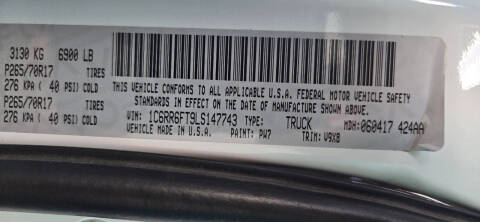 3130 KG 6900 LB
P265/70R17 TIRES
276 KPA ( 40 PSI) COLD
P265/70R17 TIRES
276 KPA ( 40 PSI) COLD
THIS VEHICLE CONFORMS TO ALL APPLICABLE U.S.A. FEDERAL MOTOR VEHICLE SAFETY
STANDARDS IN EFFECT ON THE DATE OF MANUFACTURE SHOWN ABOVE.
VIN: 1C6RR6FT9LS147743 TYPE: TRUCK MDH: 060417 424AA
MADE IN U.S.A. PAINT: PW7 TRIM: V9X8